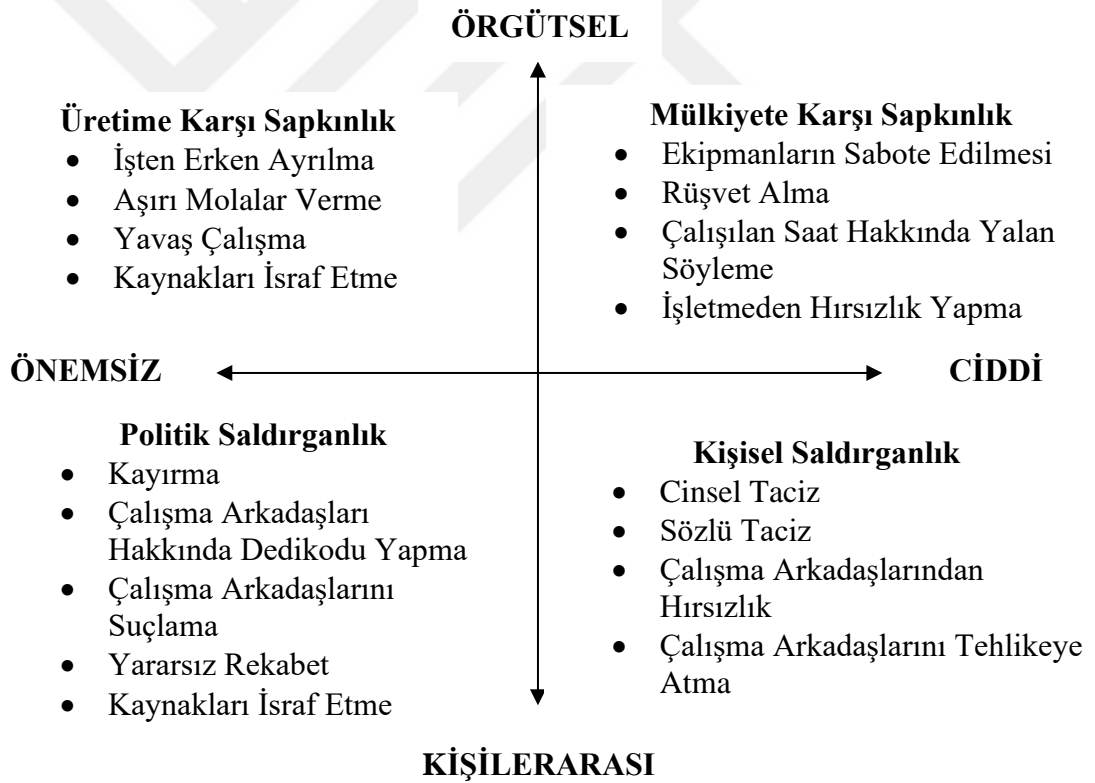 ÖRGÜTSEL
Üretime Karşı Sapkınlık
• İşten Erken Ayrılma
• Aşırı Molalar Verme
• Yavaş Çalışma
• Kaynakları İsraf Etme
Mülkiyete Karşı Sapkınlık
• Ekipmanların Sabote Edilmesi
• Rüşvet Alma
• Çalışılan Saat Hakkında Yalan
Söyleme
• İşletmeden Hırsızlık Yapma
ÖNEMSİZ
CİDDİ
Politik Saldırganlık
• Kayırma
• Çalışma Arkadaşları
Hakkında Dedikodu Yapma
• Çalışma Arkadaşlarını
Suçlama
• Yararsız Rekabet
• Kaynakları İsraf Etme
Kişisel Saldırganlık
• Cinsel Taciz
• Sözlü Taciz
• Çalışma Arkadaşlarından
Hırsızlık
• Çalışma Arkadaşlarını Tehlikeye
Atma
KİŞİLERARASI